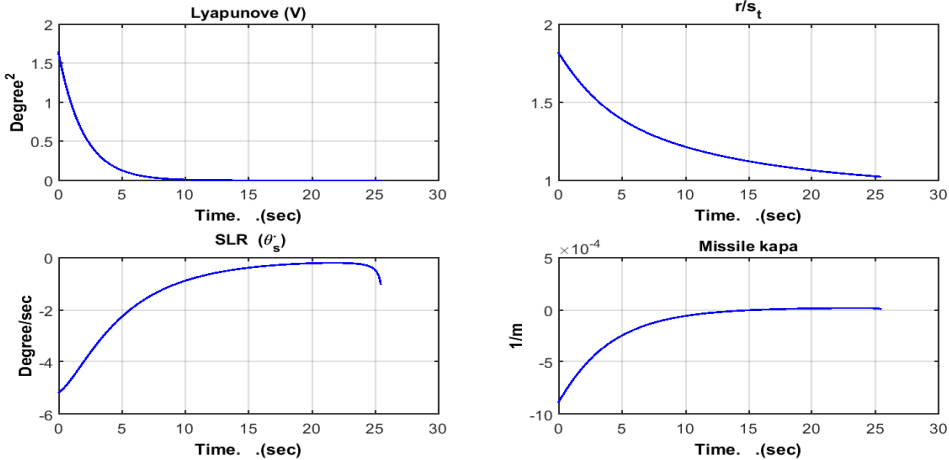 Lyapunove (V)
2
1.5
1
0.5
0
Degree²
0 5 10 15 20 25 30
Time. .(sec)
r/sₜ
2
1.5
1
0 5 10 15 20 25 30
Time. .(sec)
SLR (θ̇ₛ)
0
-2
-4
-6
Degree/sec
0 5 10 15 20 25 30
Time. .(sec)
Missile kapa
×10⁻⁴
5
0
-5
-10
1/m
0 5 10 15 20 25 30
Time. .(sec)